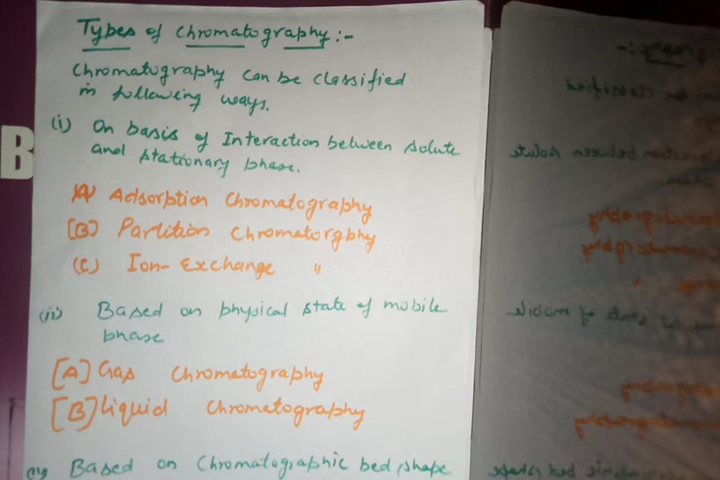 Types of Chromatography:-
Chromatography can be classified
in following ways.
(i) On basis of Interaction between solute
and stationary phase.
(A) Adsorption Chromatography
[B] Partition Chromatorgphy
(C) Ion-Exchange "
(ii) Based on physical state of mobile
phase
[A] Gas Chromatography
[B] liquid Chromatography
Based on Chromatographic bed shape
B